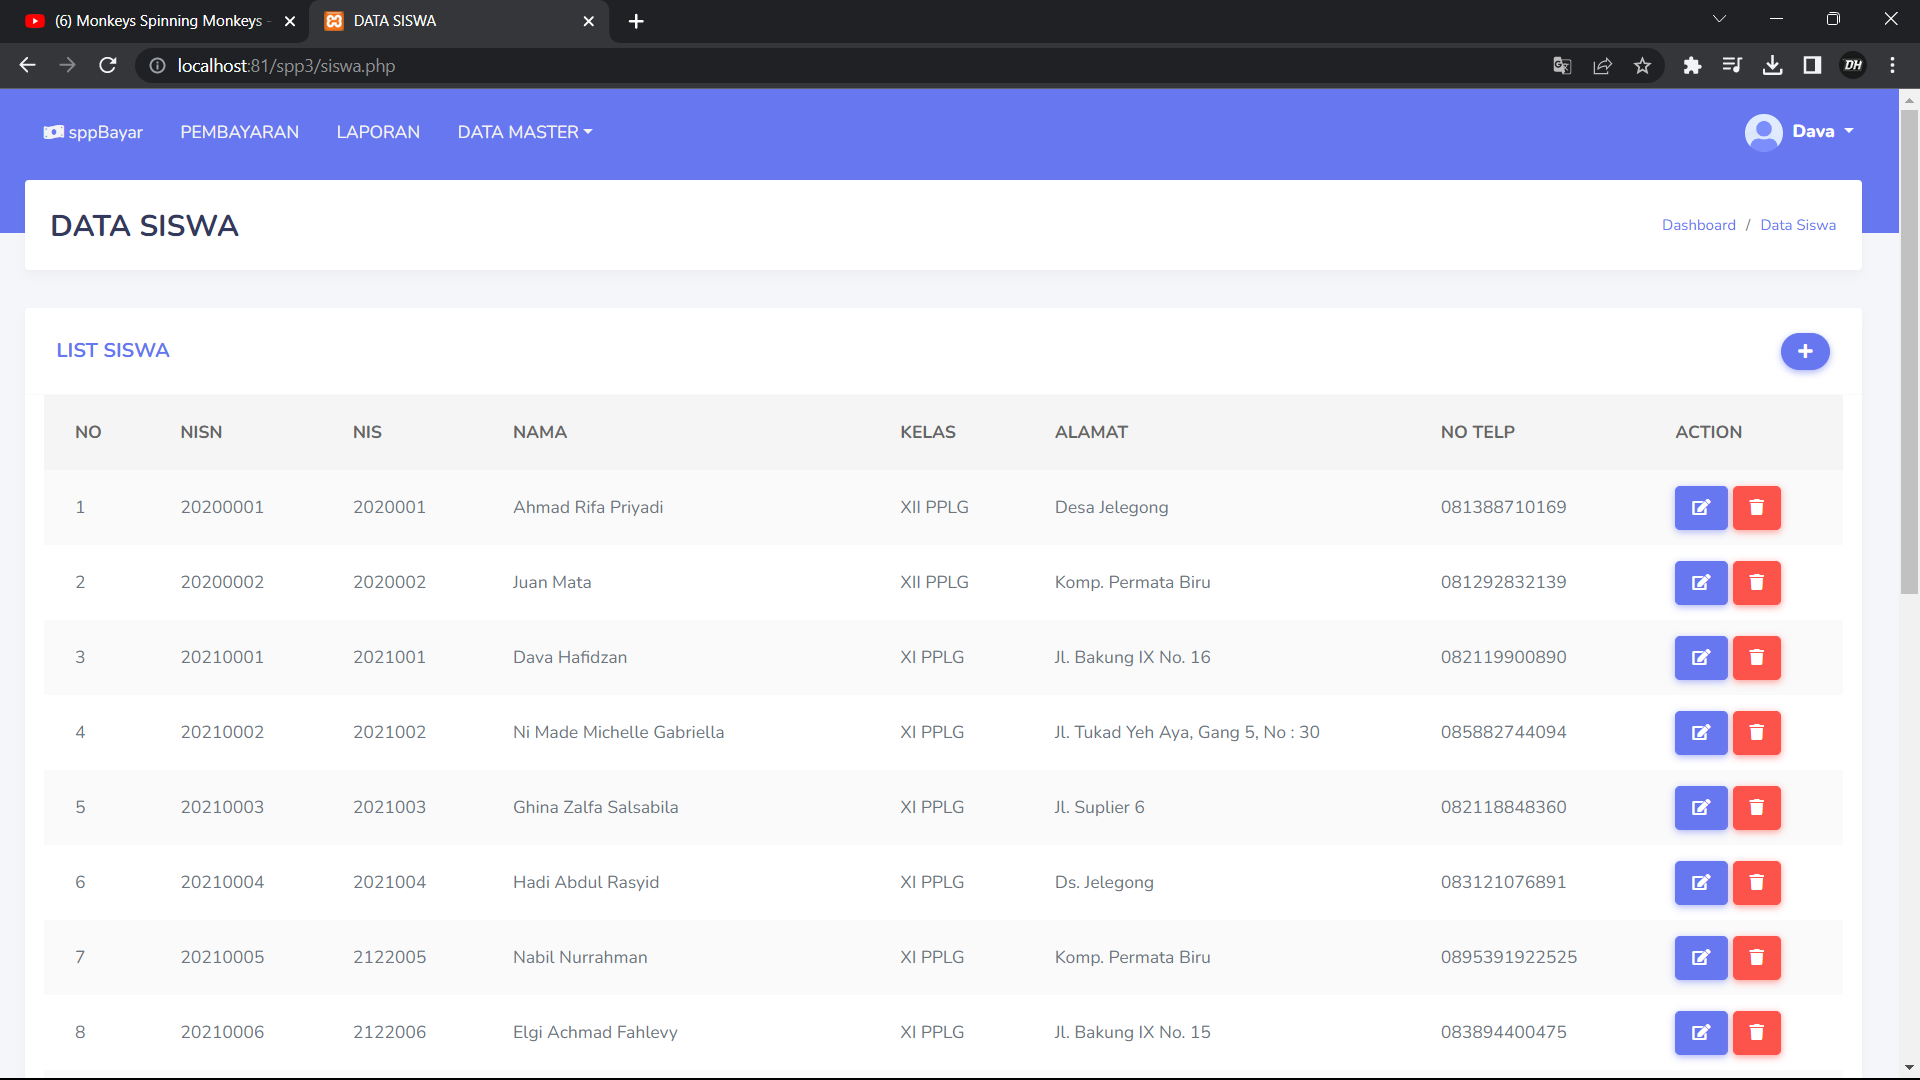 (6) Monkeys Spinning Monkeys -
DATA SISWA
localhost:81/spp3/siswa.php
DH
sppBayar PEMBAYARAN LAPORAN DATA MASTER
Dava
DATA SISWA
Dashboard / Data Siswa
LIST SISWA
+
NO NISN NIS NAMA KELAS ALAMAT NO TELP ACTION
1 20200001 2020001 Ahmad Rifa Priyadi XII PPLG Desa Jelegong 081388710169
2 20200002 2020002 Juan Mata XII PPLG Komp. Permata Biru 081292832139
3 20210001 2021001 Dava Hafidzan XI PPLG Jl. Bakung IX No. 16 082119900890
4 20210002 2021002 Ni Made Michelle Gabriella XI PPLG Jl. Tukad Yeh Aya, Gang 5, No : 30 085882744094
5 20210003 2021003 Ghina Zalfa Salsabila XI PPLG Jl. Suplier 6 082118848360
6 20210004 2021004 Hadi Abdul Rasyid XI PPLG Ds. Jelegong 083121076891
7 20210005 2122005 Nabil Nurrahman XI PPLG Komp. Permata Biru 0895391922525
8 20210006 2122006 Elgi Achmad Fahlevy XI PPLG Jl. Bakung IX No. 15 083894400475